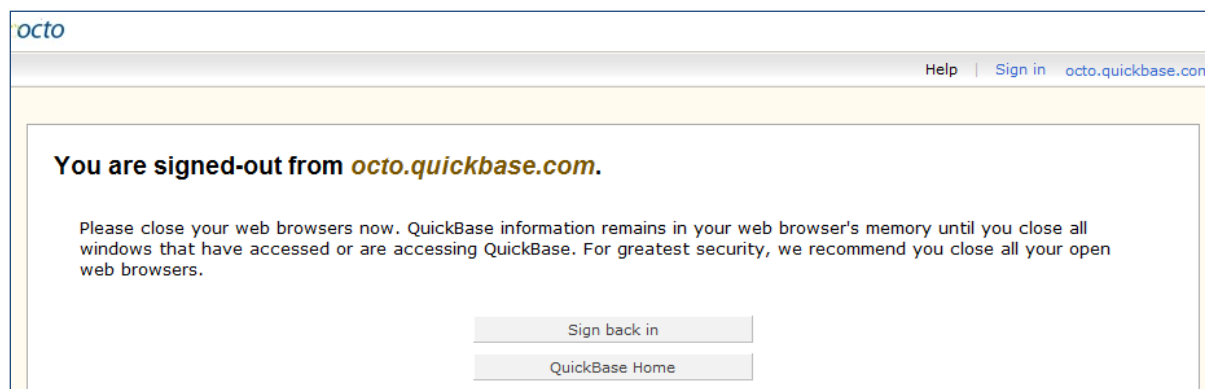 octo
Help | Sign in octo.quickbase.com
You are signed-out from octo.quickbase.com.
Please close your web browsers now. QuickBase information remains in your web browser's memory until you close all
windows that have accessed or are accessing QuickBase. For greatest security, we recommend you close all your open
web browsers.
Sign back in
QuickBase Home